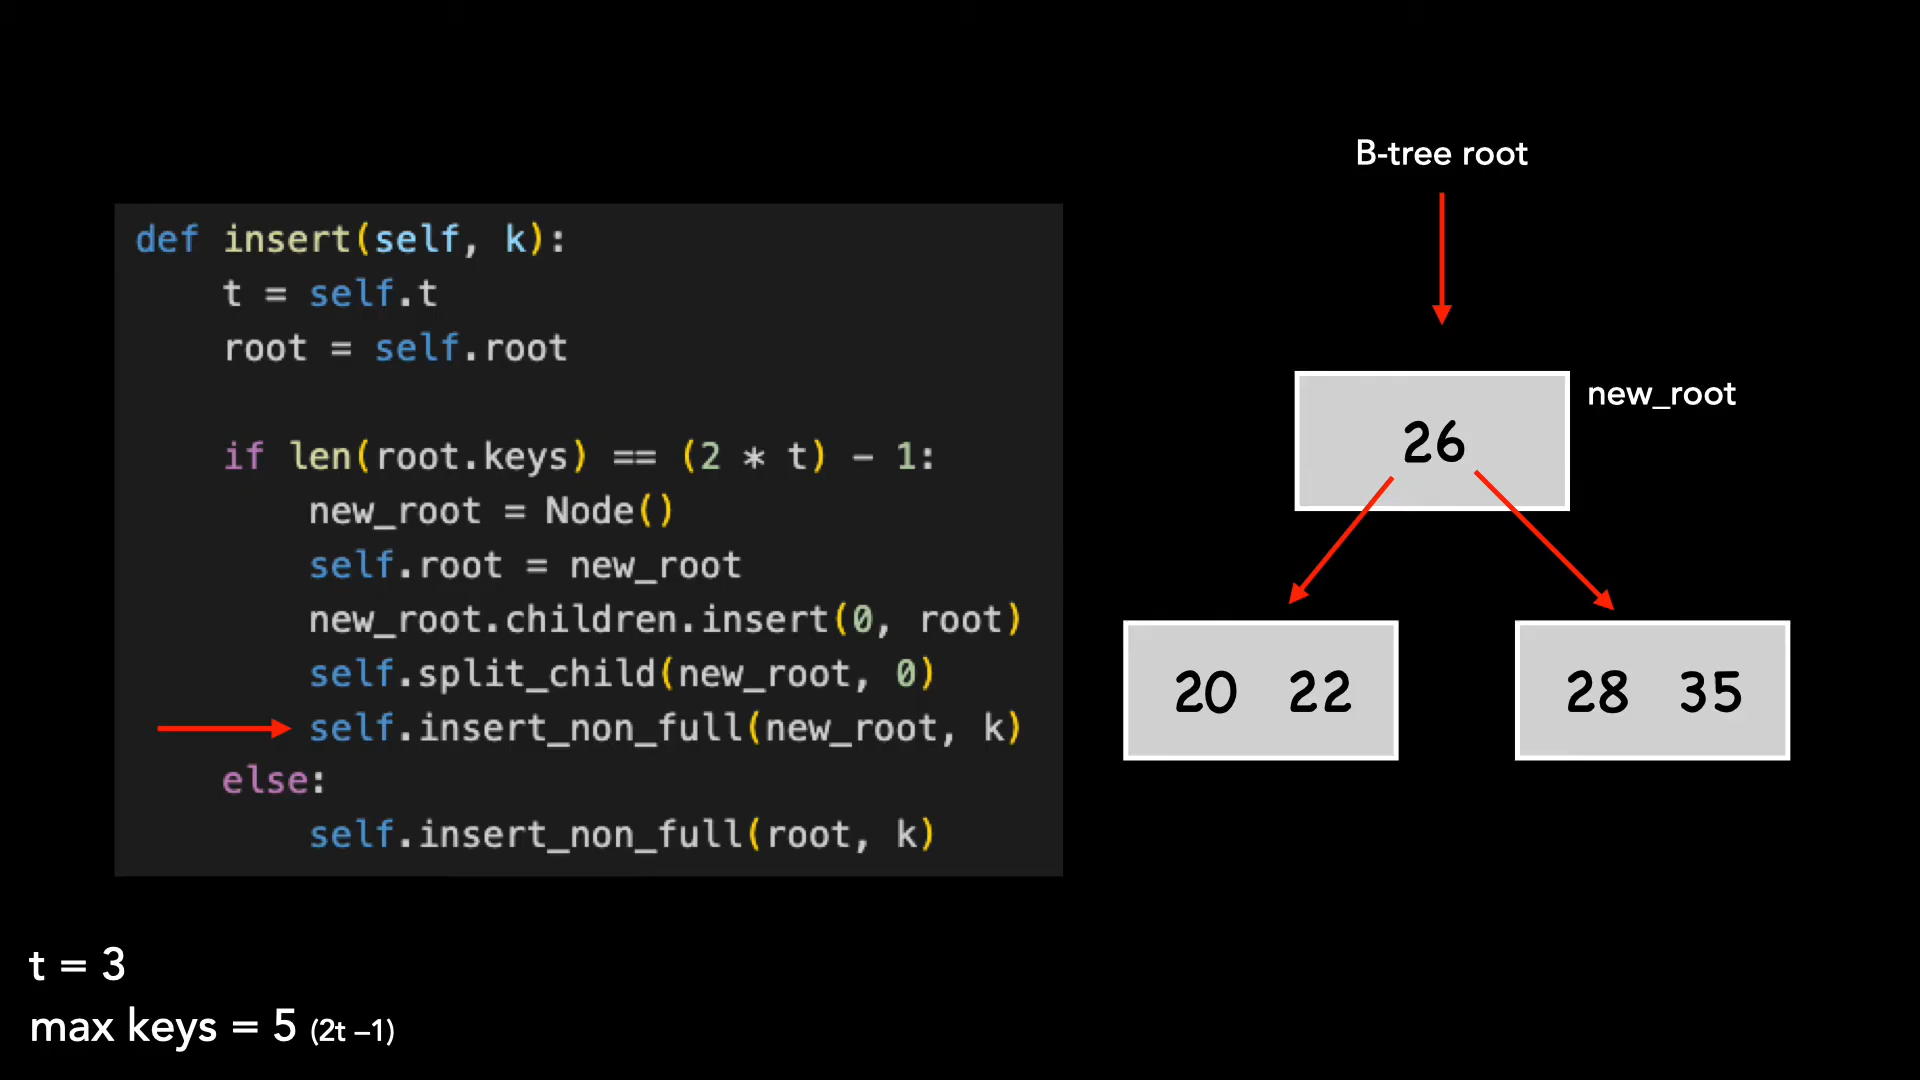 def insert(self, k):
    t = self.t
    root = self.root

    if len(root.keys) == (2 * t) - 1:
        new_root = Node()
        self.root = new_root
        new_root.children.insert(0, root)
        self.split_child(new_root, 0)
        self.insert_non_full(new_root, k)
    else:
        self.insert_non_full(root, k)
B-tree root
new_root
26
20 22
28 35
t = 3
max keys = 5 (2t –1)